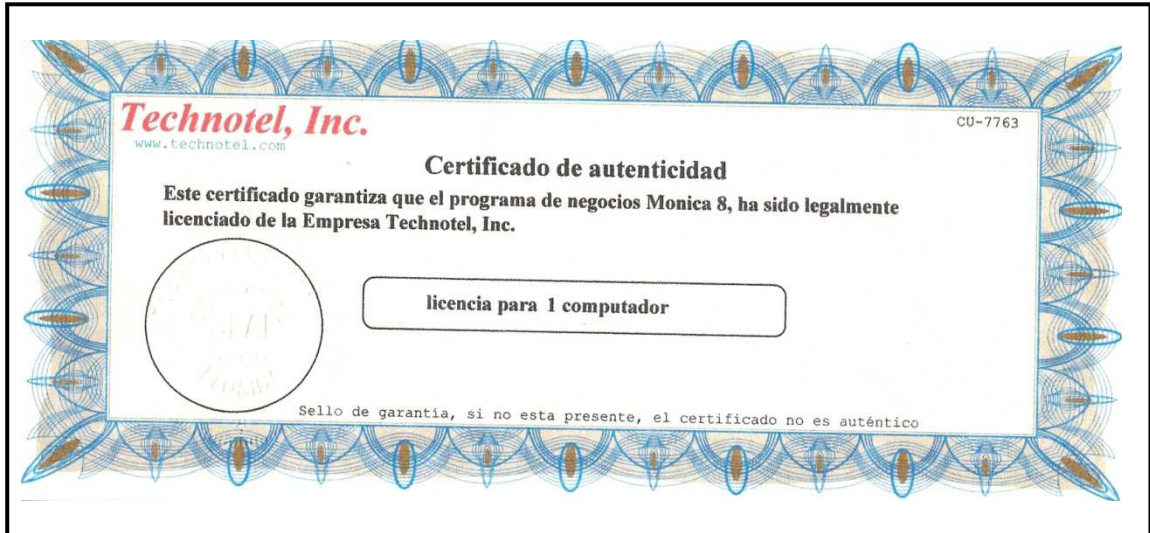 Technotel, Inc.
CU-7763
www.technotel.com
Certificado de autenticidad
Este certificado garantiza que el programa de negocios Monica 8, ha sido legalmente
licenciado de la Empresa Technotel, Inc.
licencia para 1 computador
Sello de garantía, si no esta presente, el certificado no es auténtico